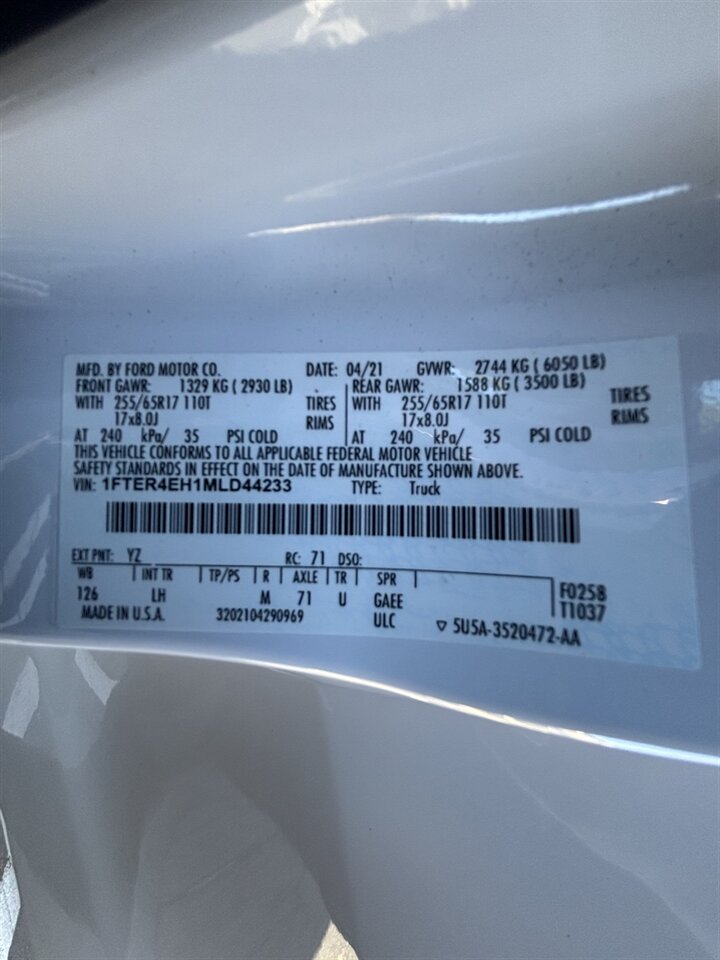 MFD. BY FORD MOTOR CO. DATE: 04/21 GVWR: 2744 KG ( 6050 LB)
FRONT GAWR: 1329 KG ( 2930 LB) REAR GAWR: 1588 KG ( 3500 LB)
WITH 255/65R17 110T TIRES WITH 255/65R17 110T TIRES
17x8.0J RIMS 17x8.0J RIMS
AT 240 kPa/ 35 PSI COLD AT 240 kPa/ 35 PSI COLD
THIS VEHICLE CONFORMS TO ALL APPLICABLE FEDERAL MOTOR VEHICLE
SAFETY STANDARDS IN EFFECT ON THE DATE OF MANUFACTURE SHOWN ABOVE.
VIN: 1FTER4EH1MLD44233 TYPE: Truck
EXT PNT: YZ RC: 71 DSO:
WB INT TR TP/PS R AXLE TR SPR F0258
126 LH M 71 U GAEE T1037
MADE IN U.S.A. 3202104290969 ULC ▽ 5U5A-3520472-AA